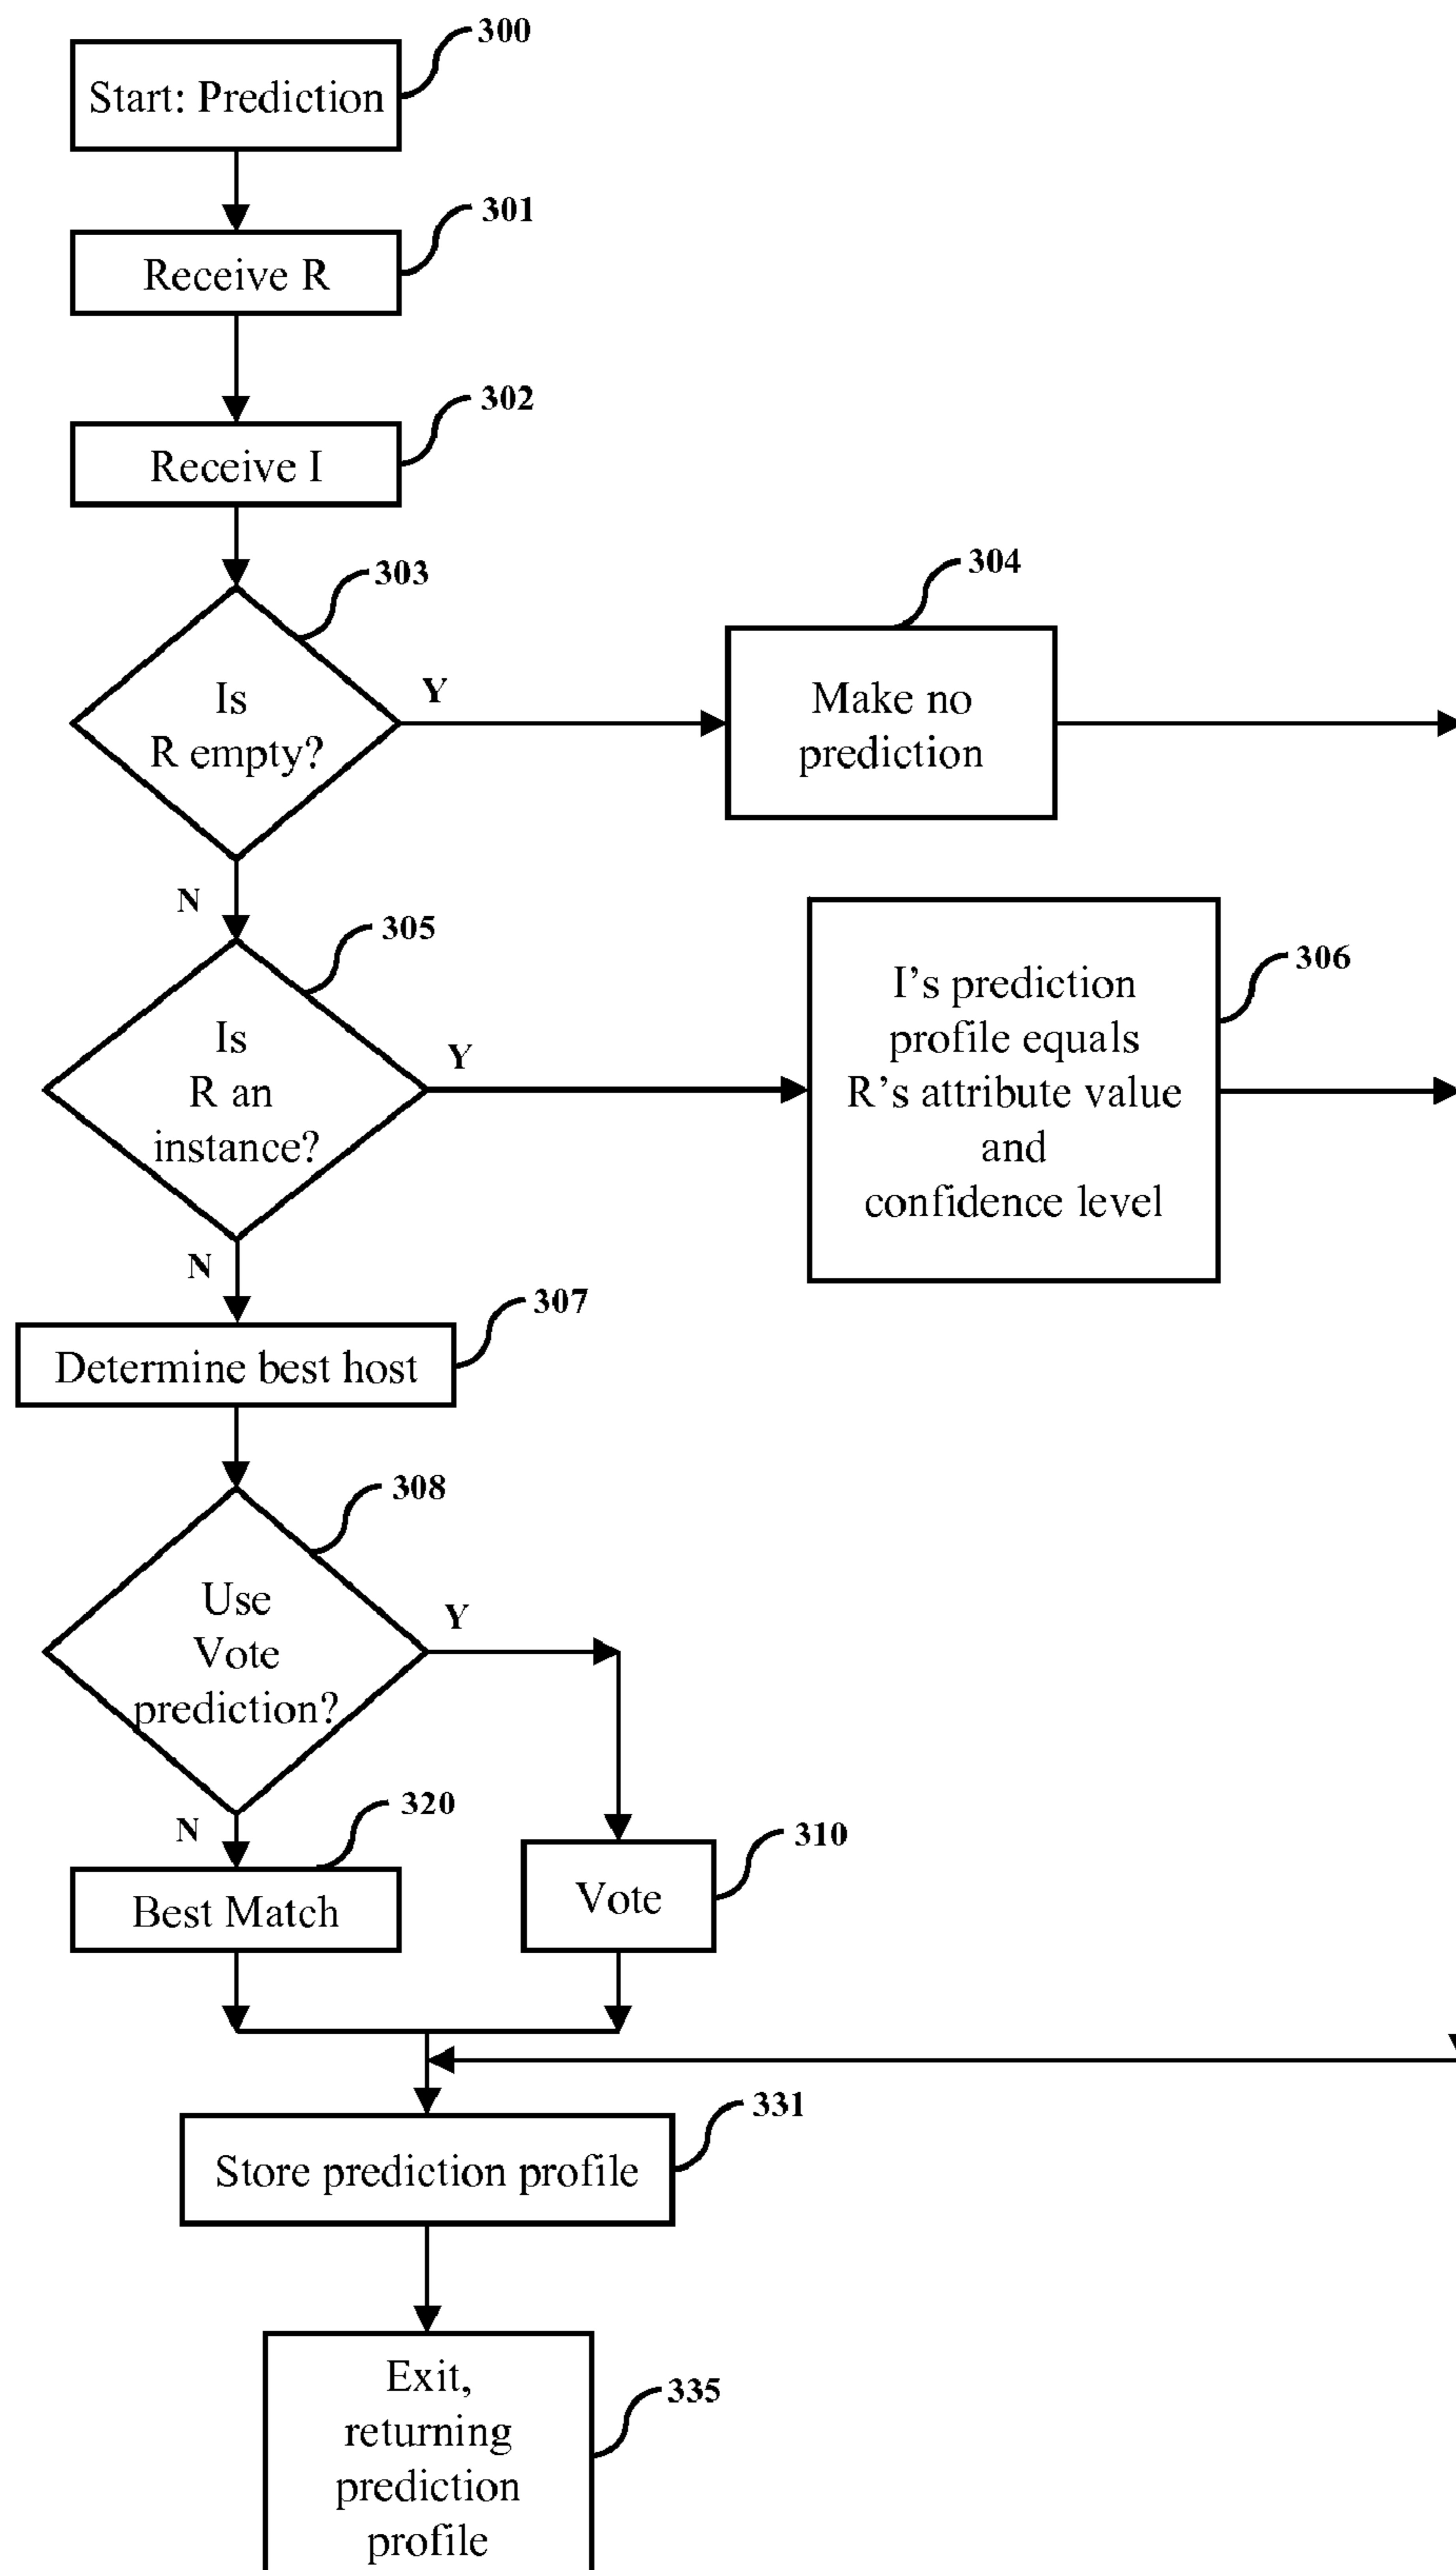 300
Start: Prediction
301
Receive R
302
Receive I
303
Is
R empty?
Y
N
304
Make no
prediction
305
Is
R an
instance?
Y
N
306
I's prediction
profile equals
R's attribute value
and
confidence level
307
Determine best host
308
Use
Vote
prediction?
Y
N
320
Best Match
310
Vote
331
Store prediction profile
335
Exit,
returning
prediction
profile